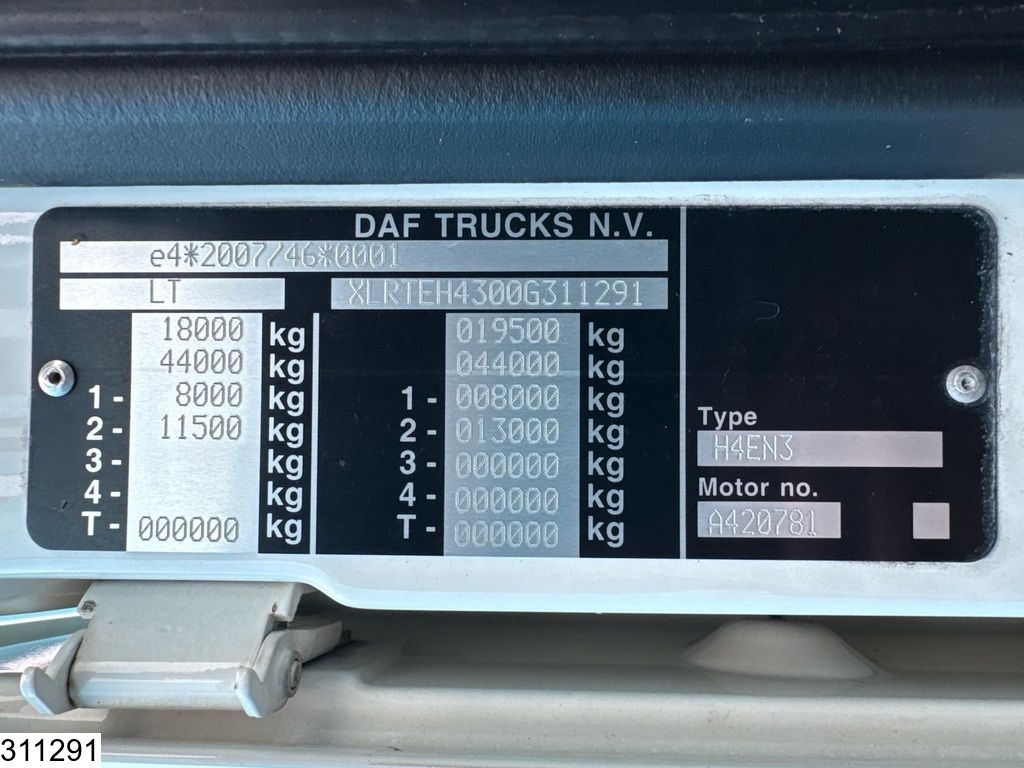 DAF TRUCKS N.V.
e4*2007/46*0001
LT XLRTEH4300G311291
18000 kg 019500 kg
44000 kg 044000 kg
1 - 8000 kg 1 - 008000 kg
2 - 11500 kg 2 - 013000 kg
3 - kg 3 - 000000 kg
4 - kg 4 - 000000 kg
T - 000000 kg T - 000000 kg
Type
H4EN3
Motor no.
A420781
311291